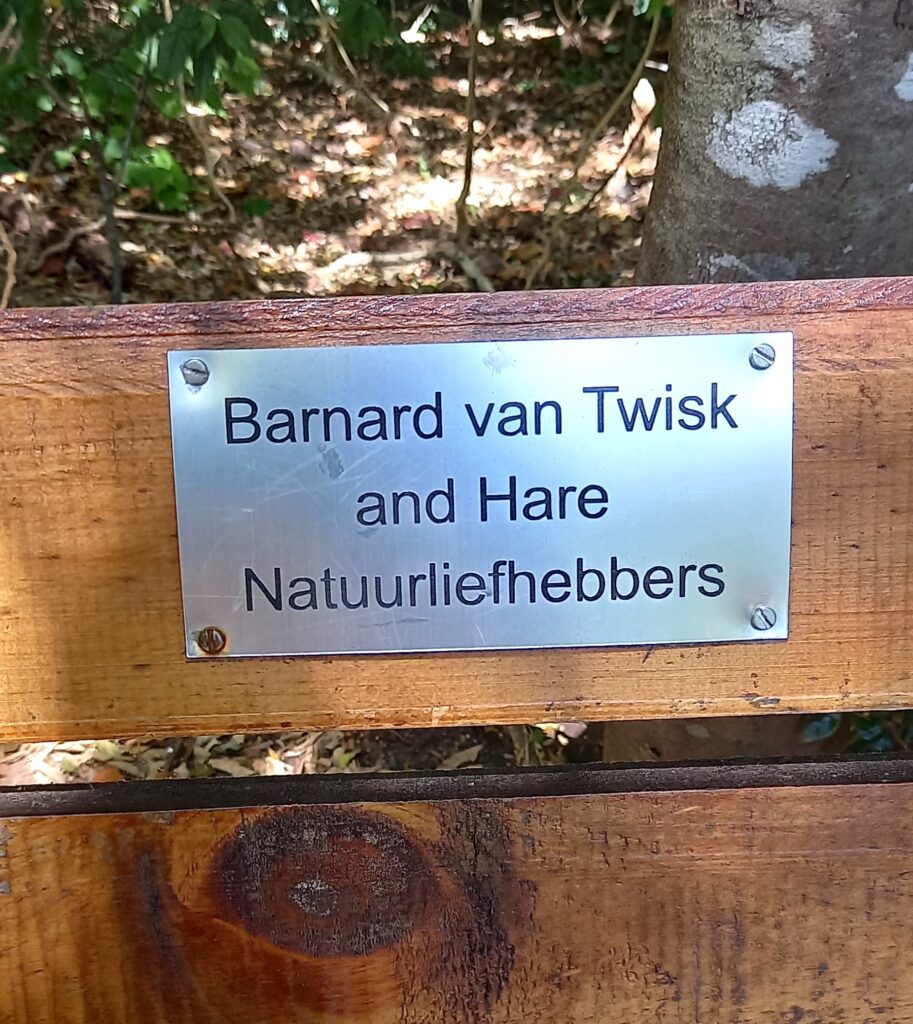 Barnard van Twisk
and Hare
Natuurliefhebbers